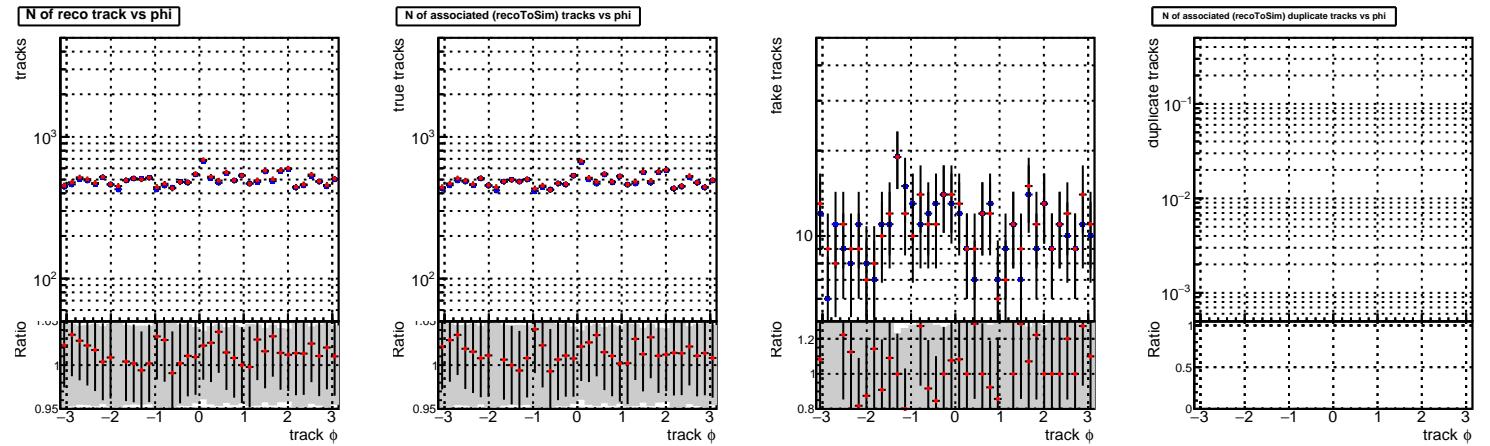 N of reco track vs phi
tracks
10³
10²
Ratio
1.05
1
0.95
−3 −2 −1 0 1 2 3
track ϕ
N of associated (recoToSim) tracks vs phi
true tracks
10³
10²
Ratio
1.05
1
0.95
−3 −2 −1 0 1 2 3
track ϕ
fake tracks
10
Ratio
1.2
1
0.8
−3 −2 −1 0 1 2 3
track ϕ
N of associated (recoToSim) duplicate tracks vs phi
duplicate tracks
10⁻¹
10⁻²
10⁻³
Ratio
1
0.5
0
−3 −2 −1 0 1 2 3
track ϕ